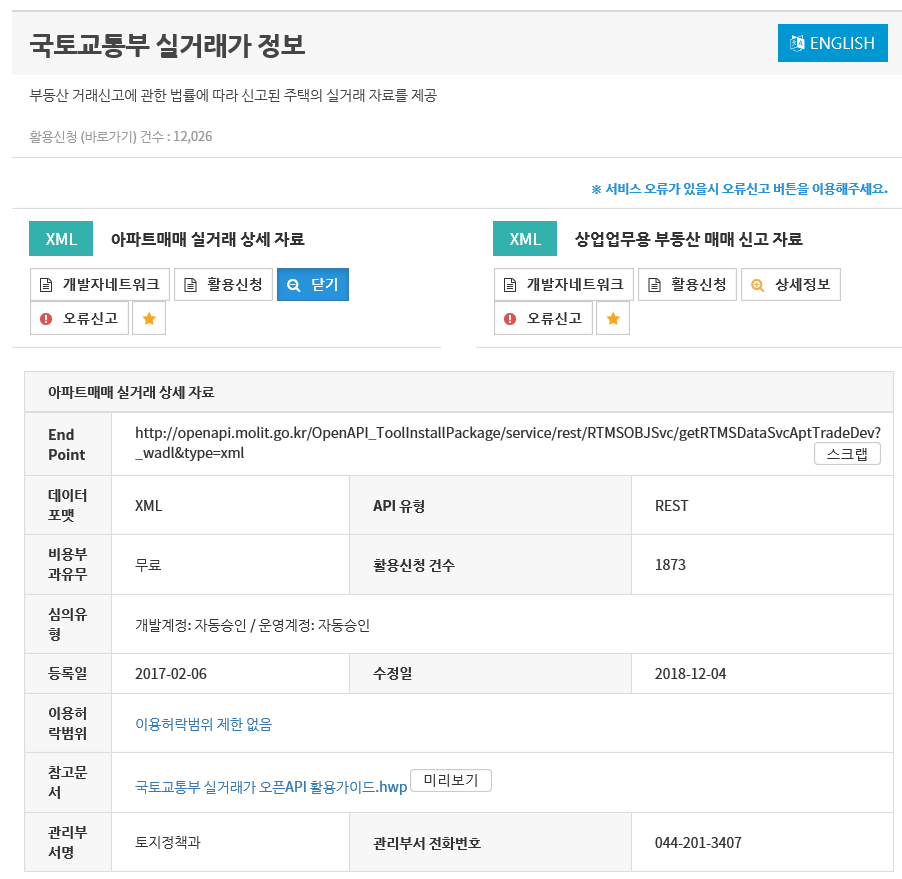 국토교통부 실거래가 정보
ENGLISH
부동산 거래신고에 관한 법률에 따라 신고된 주택의 실거래 자료를 제공
활용신청 (바로가기) 건수 : 12,026
※ 서비스 오류가 있을시 오류신고 버튼을 이용해주세요.
XML 아파트매매 실거래 상세 자료
개발자네트워크 활용신청 닫기
오류신고
XML 상업업무용 부동산 매매 신고 자료
개발자네트워크 활용신청 상세정보
오류신고
아파트매매 실거래 상세 자료
End
Point
http://openapi.molit.go.kr/OpenAPI_ToolInstallPackage/service/rest/RTMSOBJSvc/getRTMSDataSvcAptTradeDev?
_wadl&type=xml
스크랩
데이터
포맷
XML
API 유형
REST
비용부
과유무
무료
활용신청 건수
1873
심의유
형
개발계정: 자동승인 / 운영계정: 자동승인
등록일
2017-02-06
수정일
2018-12-04
이용허
락범위
이용허락범위 제한 없음
참고문
서
국토교통부 실거래가 오픈API 활용가이드.hwp 미리보기
관리부
서명
토지정책과
관리부서 전화번호
044-201-3407